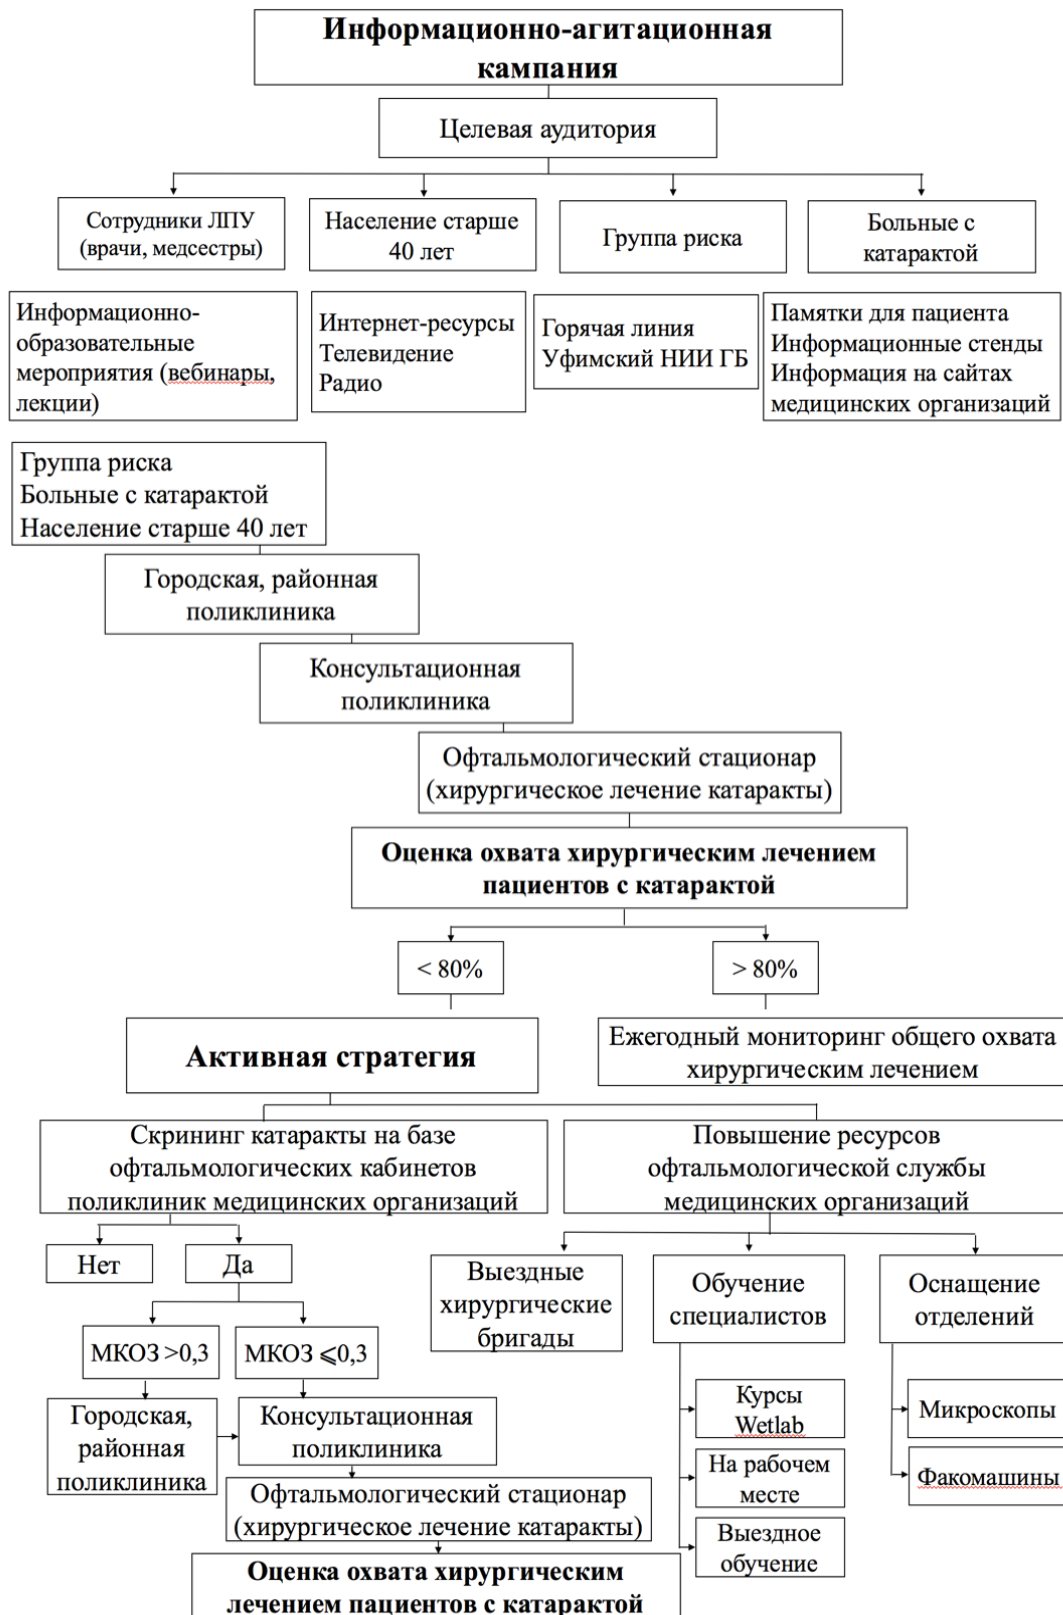 Информационно-агитационная
кампания
Целевая аудитория
Сотрудники ЛПУ
(врачи, медсестры)
Население старше
40 лет
Группа риска
Больные с
катарактой
Информационно-
образовательные
мероприятия (вебинары,
лекции)
Интернет-ресурсы
Телевидение
Радио
Горячая линия
Уфимский НИИ ГБ
Памятки для пациента
Информационные стенды
Информация на сайтах
медицинских организаций
Группа риска
Больные с катарактой
Население старше 40 лет
Городская, районная
поликлиника
Консультационная
поликлиника
Офтальмологический стационар
(хирургическое лечение катаракты)
Оценка охвата хирургическим лечением
пациентов с катарактой
< 80%
> 80%
Активная стратегия
Ежегодный мониторинг общего охвата
хирургическим лечением
Скрининг катаракты на базе
офтальмологических кабинетов
поликлиник медицинских организаций
Повышение ресурсов
офтальмологической службы
медицинских организаций
Нет
Да
МКОЗ >0,3
МКОЗ ⩽0,3
Городская,
районная
поликлиника
Консультационная
поликлиника
Офтальмологический стационар
(хирургическое лечение катаракты)
Оценка охвата хирургическим
лечением пациентов с катарактой
Выездные
хирургические
бригады
Обучение
специалистов
Оснащение
отделений
Курсы
Wetlab
На рабочем
месте
Выездное
обучение
Микроскопы
Факомашины